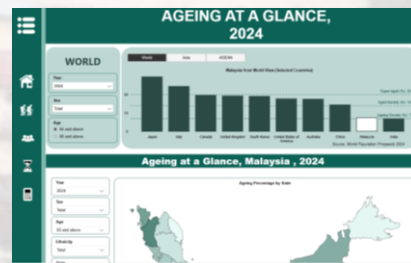 AGEING AT A GLANCE,
2024
WORLD
World
Asia
ASEAN
Year
2024
Sex
Total
Age
60 and above
Malaysia from World View (Selected Countries)
Japan
Italy
Canada
United Kingdom
South Korea
United States of America
Australia
China
Malaysia
India
Source: World Population Prospects 2024
Ageing at a Glance, Malaysia , 2024
Year
2024
Sex
Total
Age
60 and above
Ethnicity
Total
Ageing Percentage by State